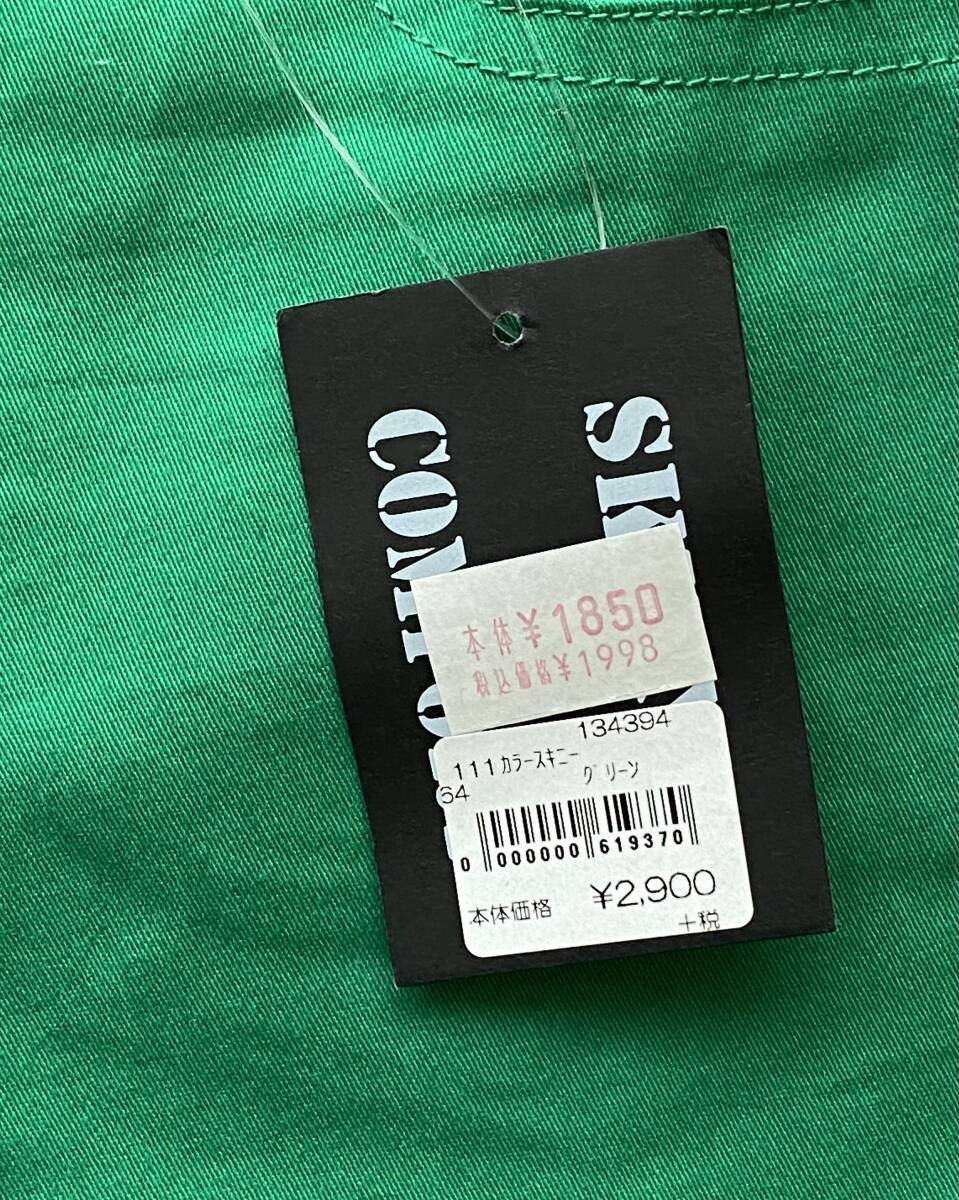 本体¥1850
税込価格¥1998
134394
111カラースキニー
グリーン
64
0 000000 619370
¥2,900
本体価格
+税